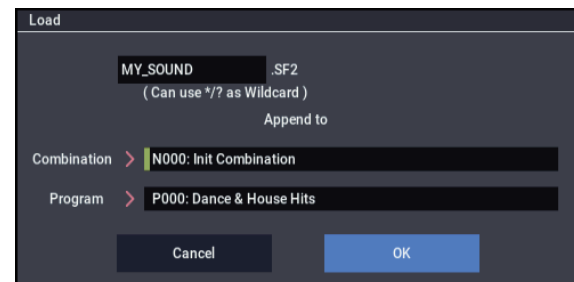 Load
MY_SOUND .SF2
( Can use */? as Wildcard )
Append to
Combination > N000: Init Combination
Program > P000: Dance & House Hits
Cancel OK